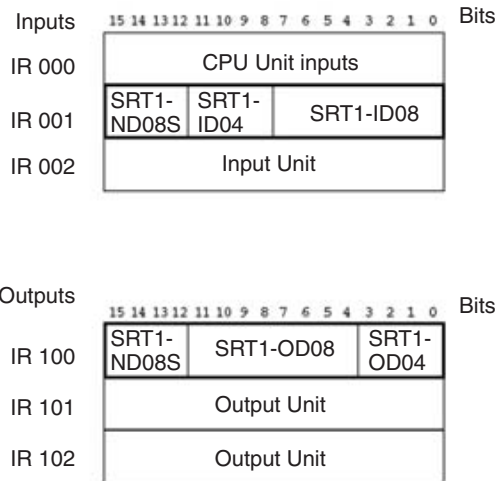 Inputs 15 14 13 12 11 10 9 8 7 6 5 4 3 2 1 0 Bits
IR 000 CPU Unit inputs
IR 001 SRT1-ND08S SRT1-ID04 SRT1-ID08
IR 002 Input Unit
Outputs 15 14 13 12 11 10 9 8 7 6 5 4 3 2 1 0 Bits
IR 100 SRT1-ND08S SRT1-OD08 SRT1-OD04
IR 101 Output Unit
IR 102 Output Unit